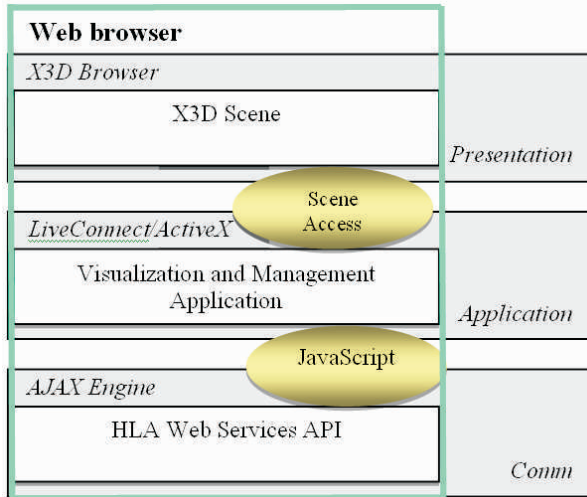 Web browser
X3D Browser
X3D Scene
Presentation
Scene
Access
LiveConnect/ActiveX
Visualization and Management
Application
Application
JavaScript
AJAX Engine
HLA Web Services API
Comm